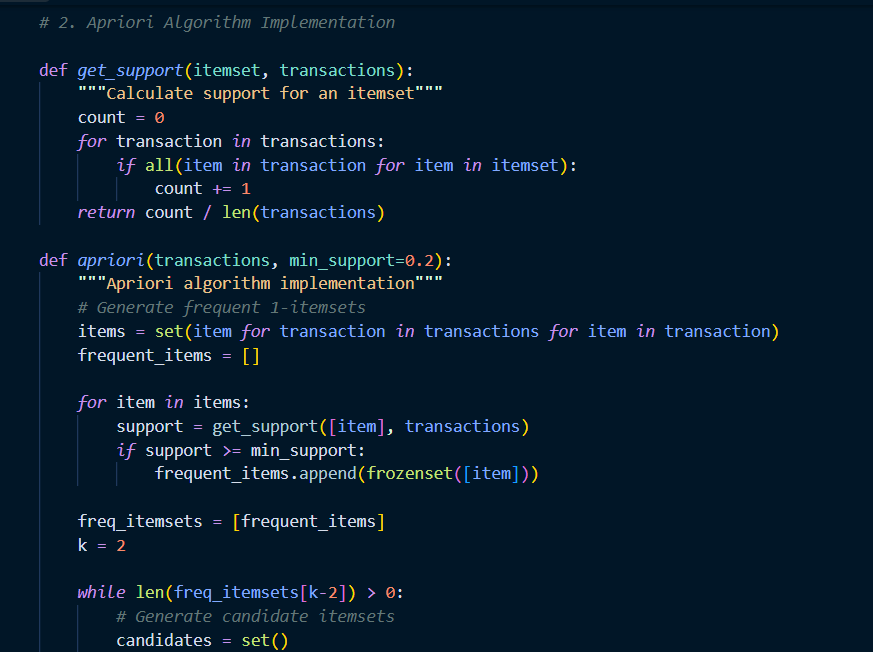 # 2. Apriori Algorithm Implementation
def get_support(itemset, transactions):
"""Calculate support for an itemset"""
count = 0
for transaction in transactions:
if all(item in transaction for item in itemset):
count += 1
return count / len(transactions)
def apriori(transactions, min_support=0.2):
"""Apriori algorithm implementation"""
# Generate frequent 1-itemsets
items = set(item for transaction in transactions for item in transaction)
frequent_items = []
for item in items:
support = get_support([item], transactions)
if support >= min_support:
frequent_items.append(frozenset([item]))
freq_itemsets = [frequent_items]
k = 2
while len(freq_itemsets[k-2]) > 0:
# Generate candidate itemsets
candidates = set()